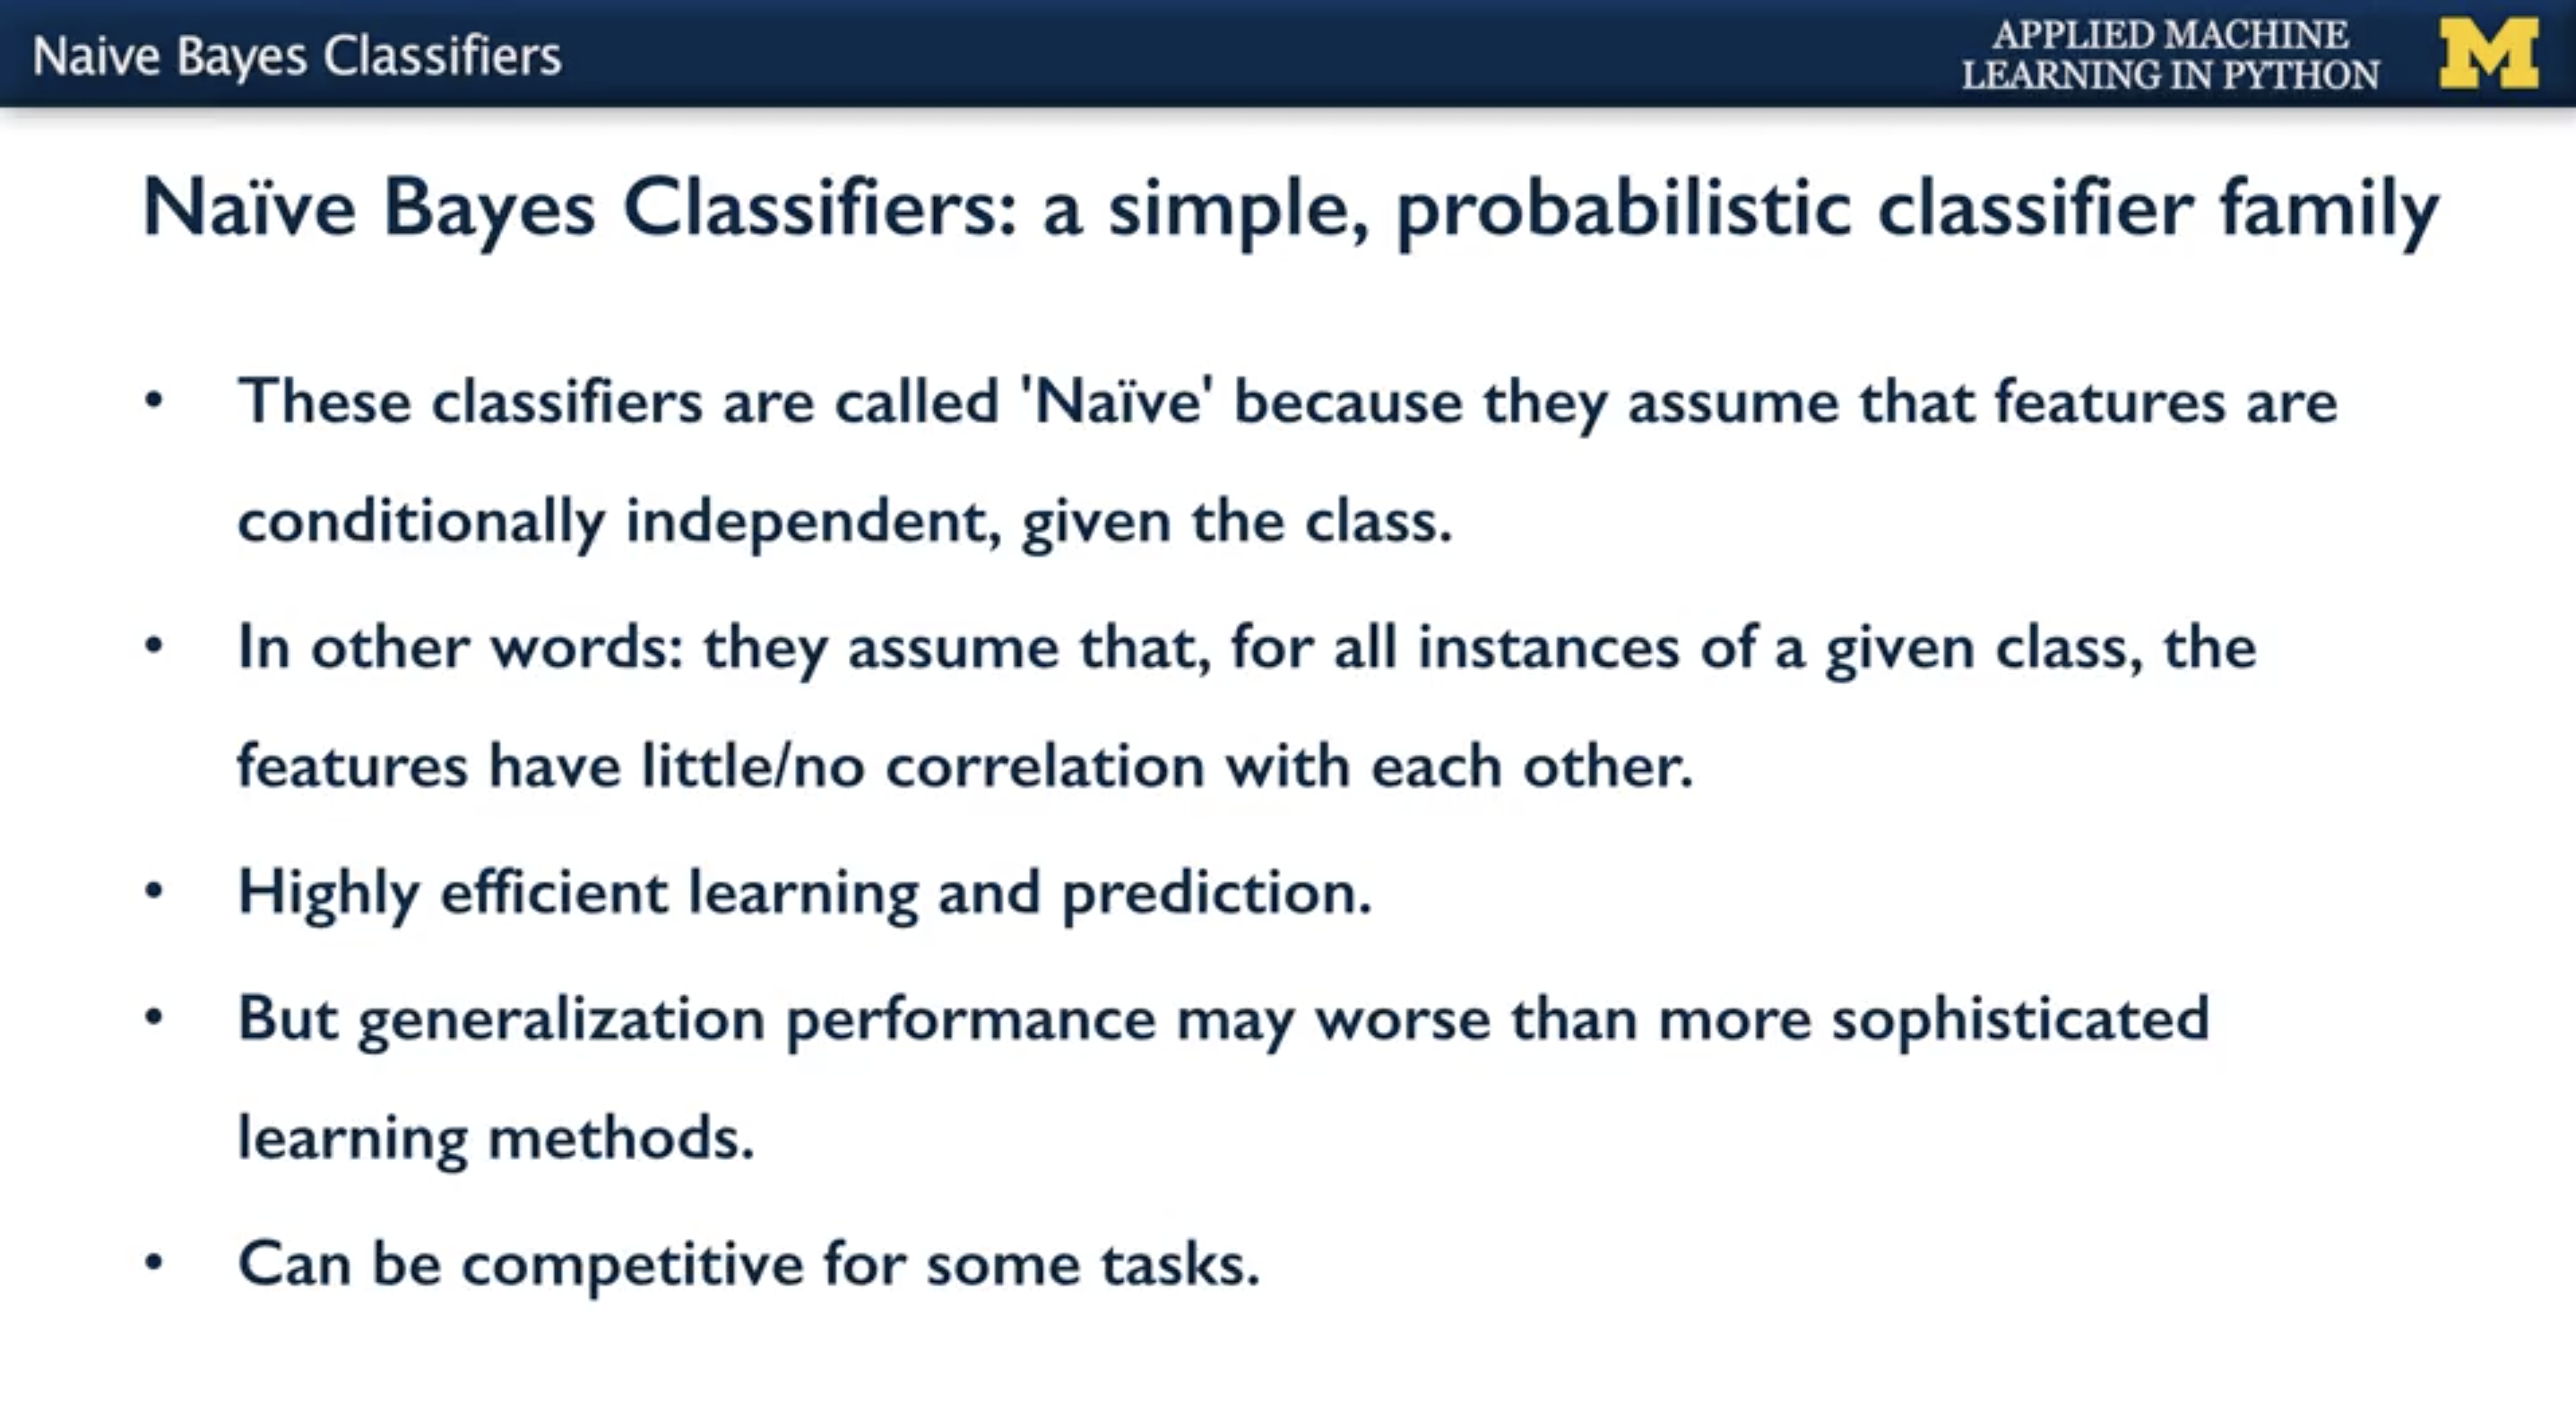 Naive Bayes Classifiers
APPLIED MACHINE
LEARNING IN PYTHON
M
Naïve Bayes Classifiers: a simple, probabilistic classifier family
• These classifiers are called 'Naïve' because they assume that features are
conditionally independent, given the class.
• In other words: they assume that, for all instances of a given class, the
features have little/no correlation with each other.
• Highly efficient learning and prediction.
• But generalization performance may worse than more sophisticated
learning methods.
• Can be competitive for some tasks.